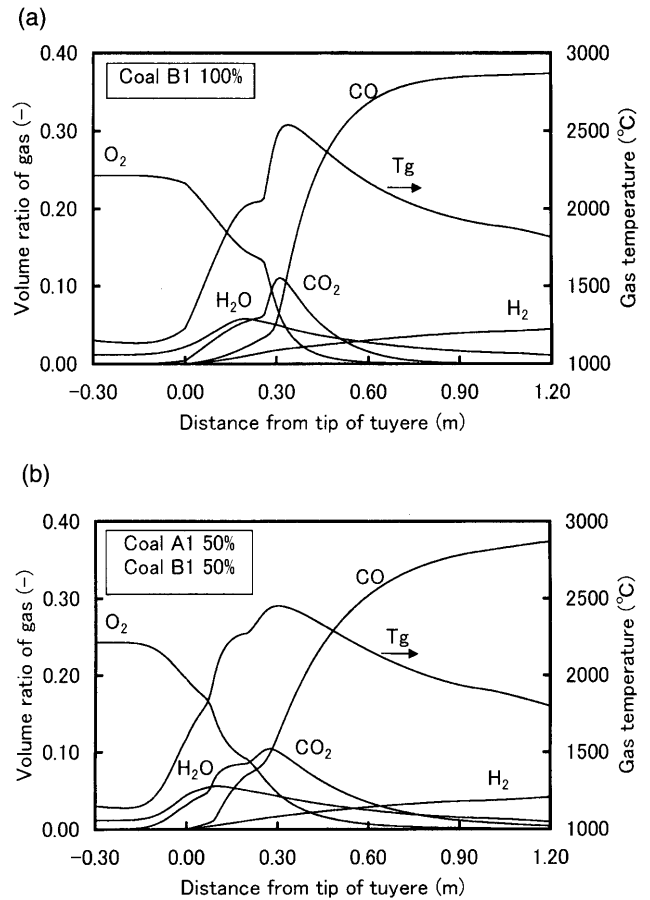 (a)
0.40
0.30
0.20
0.10
0.00
Volume ratio of gas (-)
Coal B1 100%
O₂
H₂O
CO₂
CO
Tg
H₂
3000
2500
2000
1500
1000
Gas temperature (°C)
-0.30 0.00 0.30 0.60 0.90 1.20
Distance from tip of tuyere (m)
(b)
0.40
0.30
0.20
0.10
0.00
Volume ratio of gas (-)
Coal A1 50%
Coal B1 50%
O₂
H₂O
CO₂
CO
Tg
H₂
3000
2500
2000
1500
1000
Gas temperature (°C)
-0.30 0.00 0.30 0.60 0.90 1.20
Distance from tip of tuyere (m)